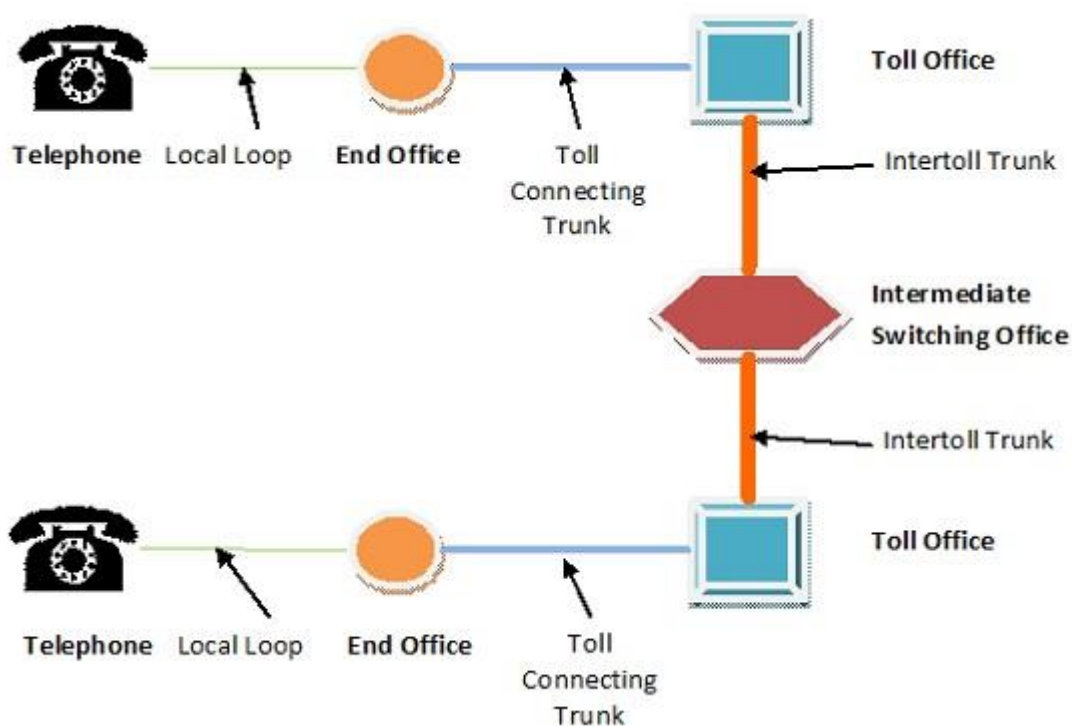 Toll Office
Telephone
Local Loop
End Office
Toll
Connecting
Trunk
Intertoll Trunk
Intermediate
Switching Office
Intertoll Trunk
Toll Office
Telephone
Local Loop
End Office
Toll
Connecting
Trunk